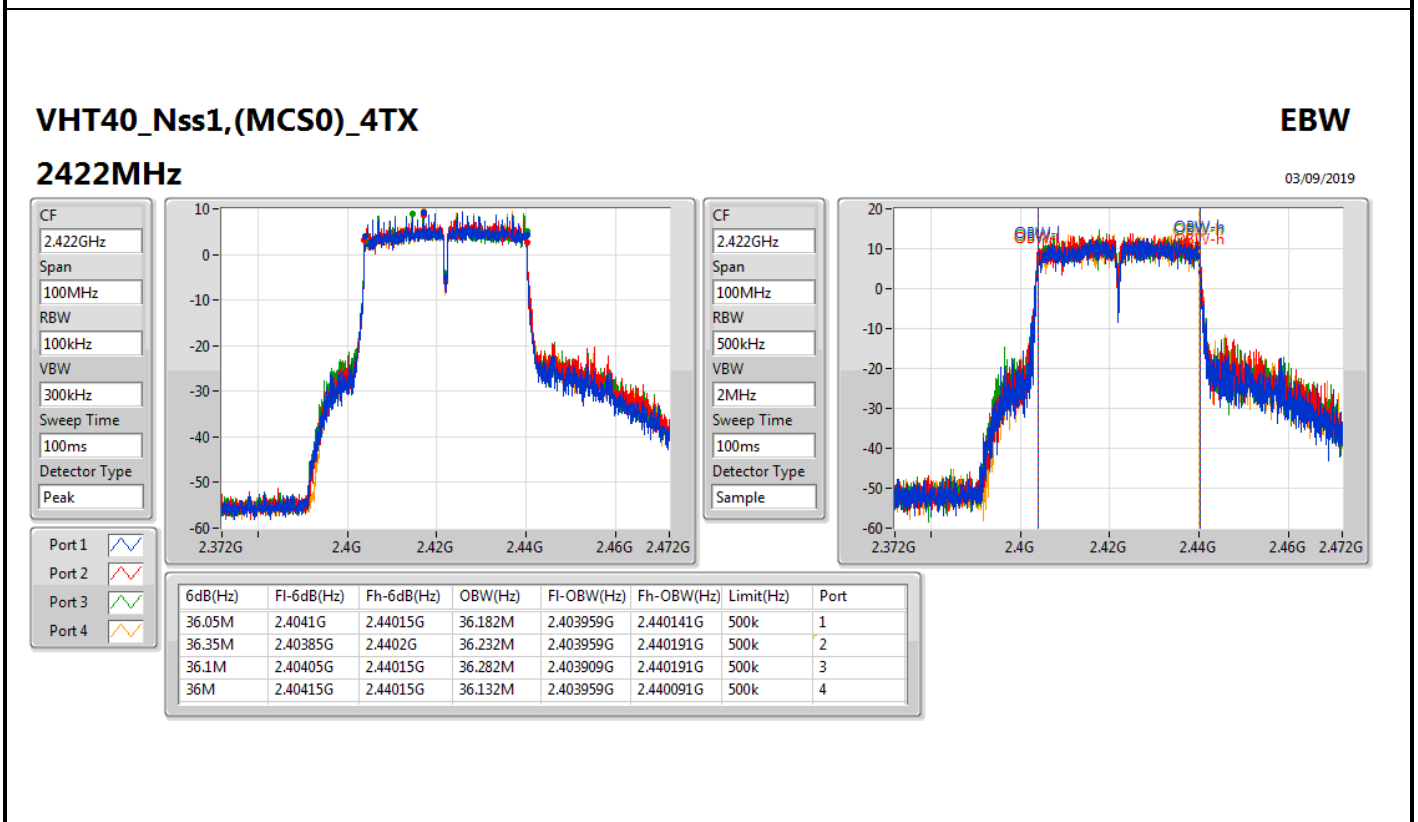 VHT40_Nss1,(MCS0)_4TX
EBW
2422MHz
03/09/2019
CF
2.422GHz
Span
100MHz
RBW
100kHz
VBW
300kHz
Sweep Time
100ms
Detector Type
Peak
10
0
-10
-20
-30
-40
-50
-60
2.372G 2.4G 2.42G 2.44G 2.46G 2.472G
CF
2.422GHz
Span
100MHz
RBW
500kHz
VBW
2MHz
Sweep Time
100ms
Detector Type
Sample
20
10
0
-10
-20
-30
-40
-50
-60
OBW-l
OBW-h
OBW-h
2.372G 2.4G 2.42G 2.44G 2.46G 2.472G
Port 1
Port 2
Port 3
Port 4
6dB(Hz) Fl-6dB(Hz) Fh-6dB(Hz) OBW(Hz) Fl-OBW(Hz) Fh-OBW(Hz) Limit(Hz) Port
36.05M 2.4041G 2.44015G 36.182M 2.403959G 2.440141G 500k 1
36.35M 2.40385G 2.4402G 36.232M 2.403959G 2.440191G 500k 2
36.1M 2.40405G 2.44015G 36.282M 2.403909G 2.440191G 500k 3
36M 2.40415G 2.44015G 36.132M 2.403959G 2.440091G 500k 4